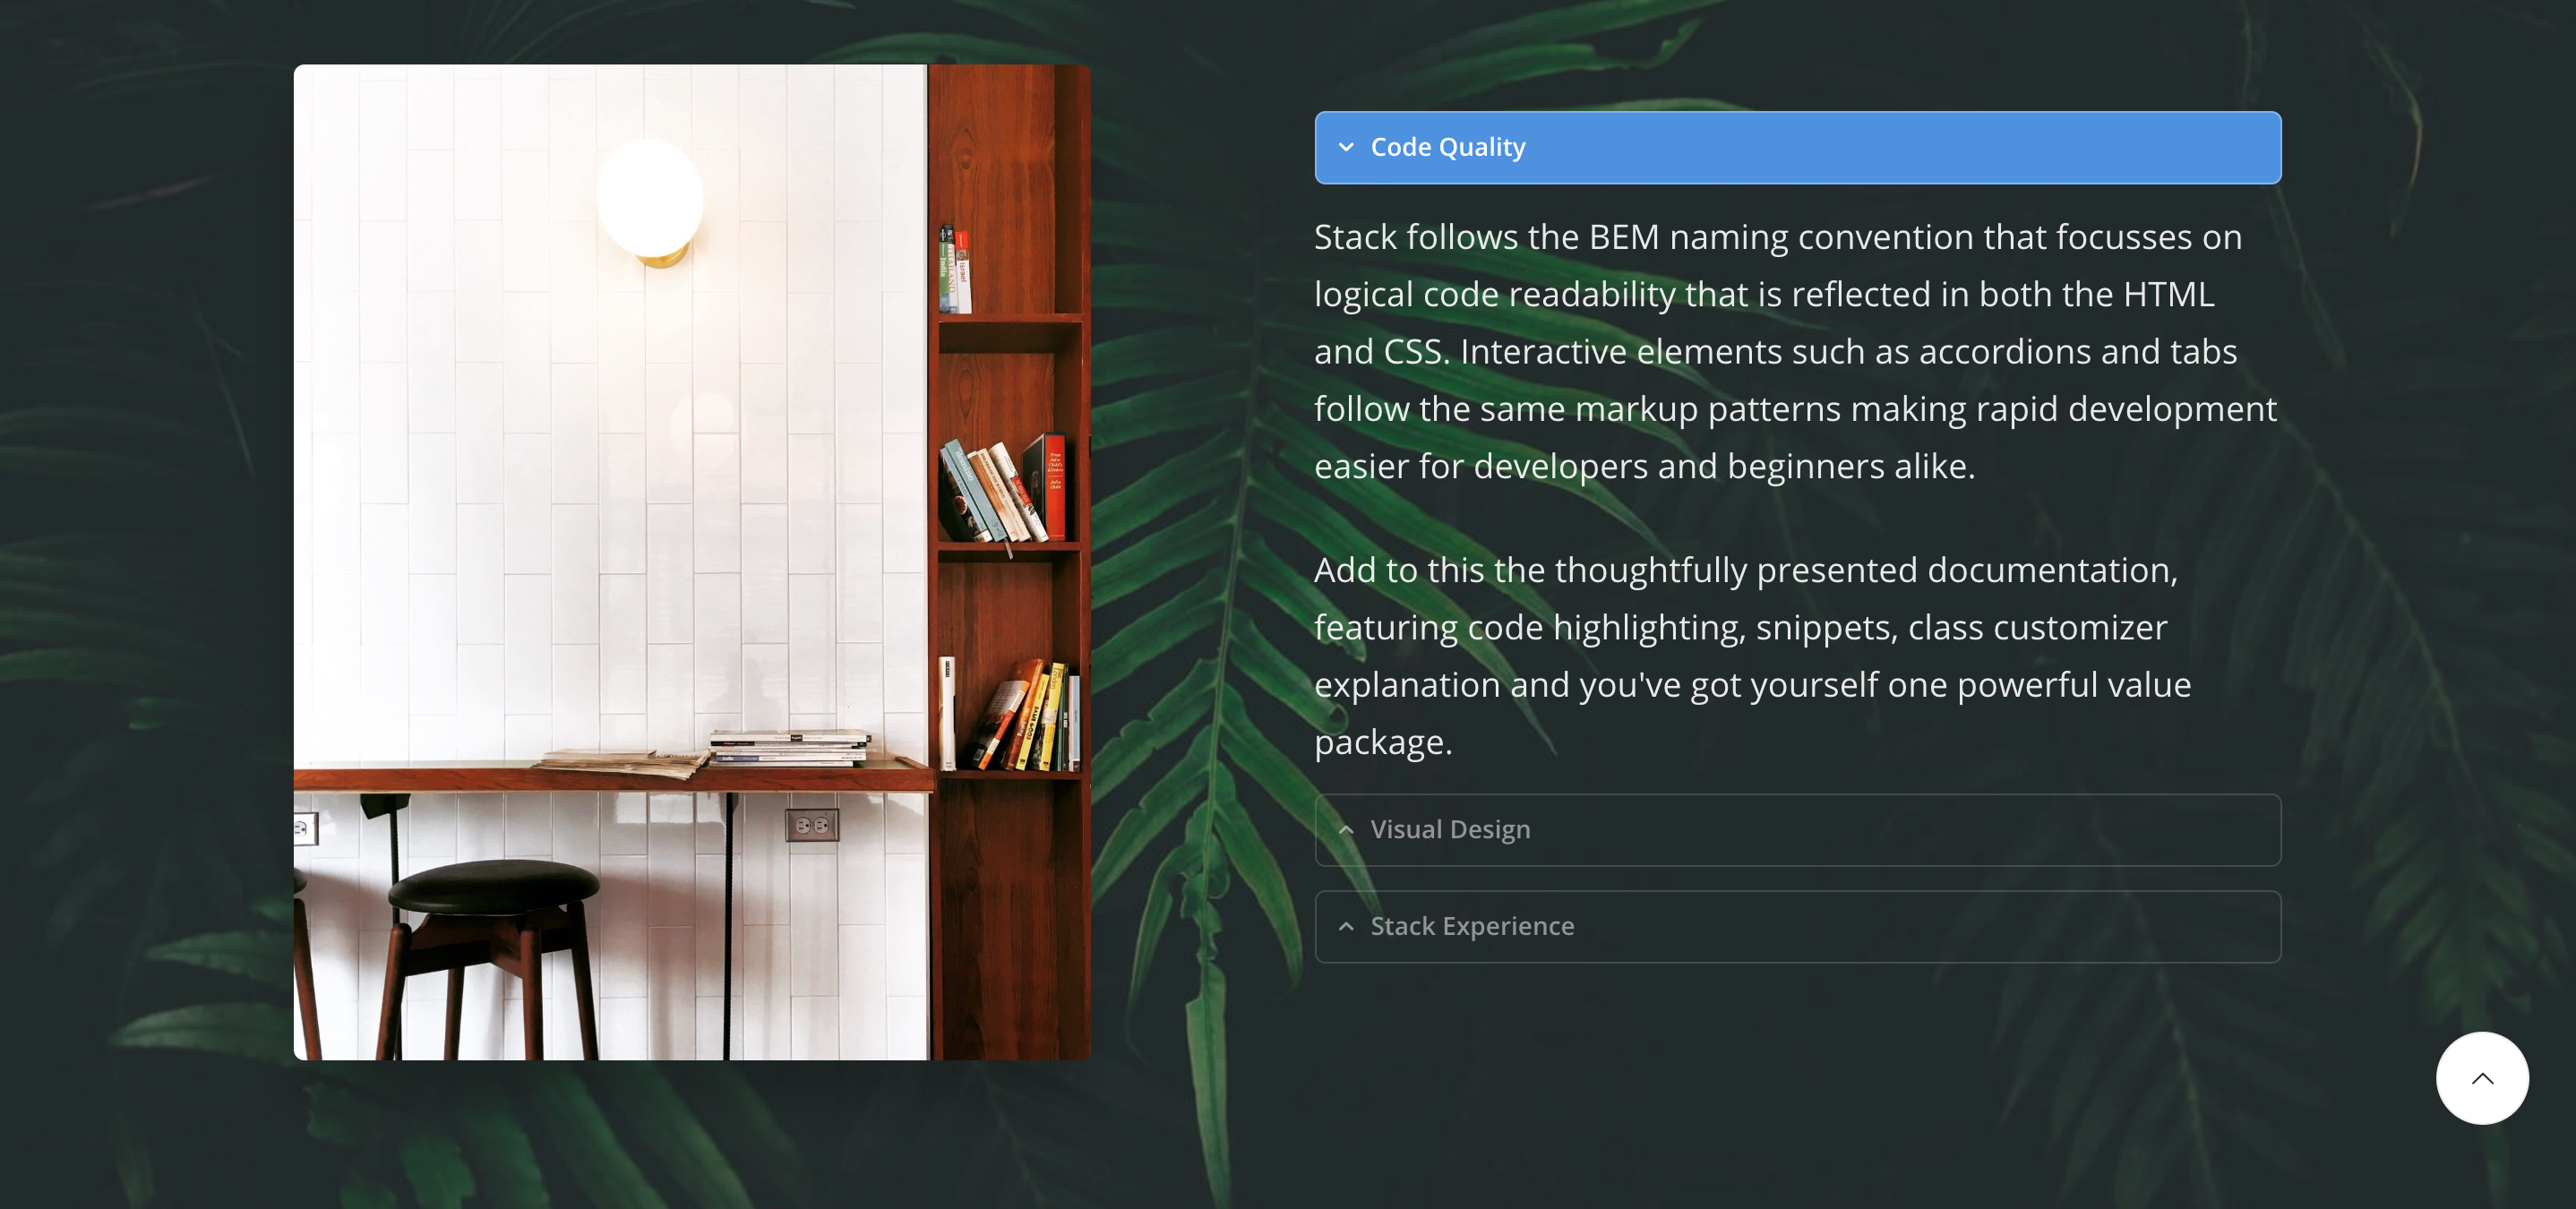 Code Quality
Stack follows the BEM naming convention that focusses on
logical code readability that is reflected in both the HTML
and CSS. Interactive elements such as accordions and tabs
follow the same markup patterns making rapid development
easier for developers and beginners alike.
Add to this the thoughtfully presented documentation,
featuring code highlighting, snippets, class customizer
explanation and you've got yourself one powerful value
package.
Visual Design
Stack Experience
India
Israel